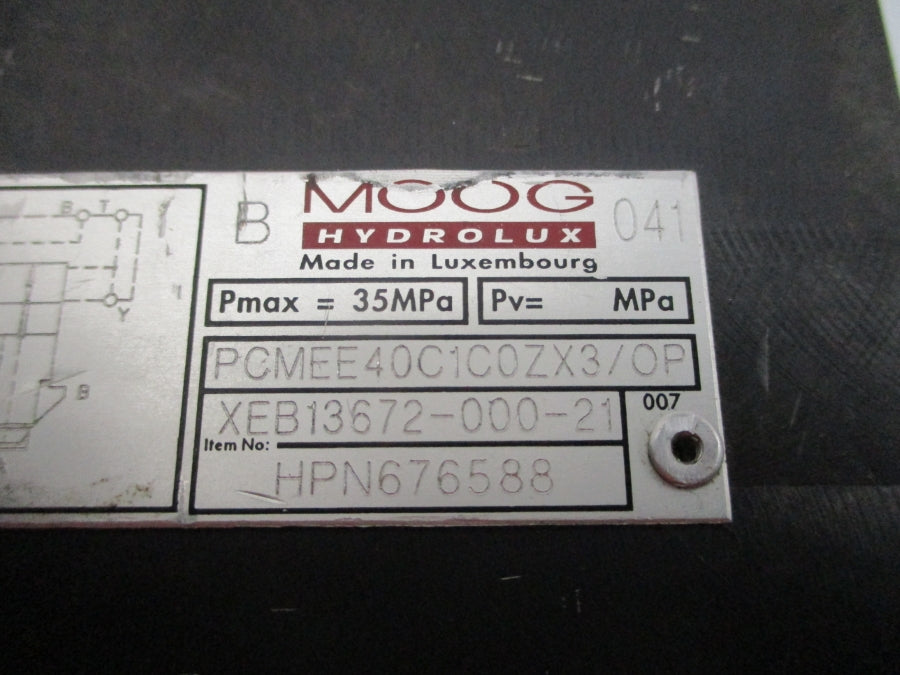 B T
Y
B
B MOOG 041
HYDROLUX
Made in Luxembourg
Pmax = 35MPa Pv= MPa
PCMEE40C1C0ZX3/OP
XEB13672-000-21 007
Item No:
HPN676588